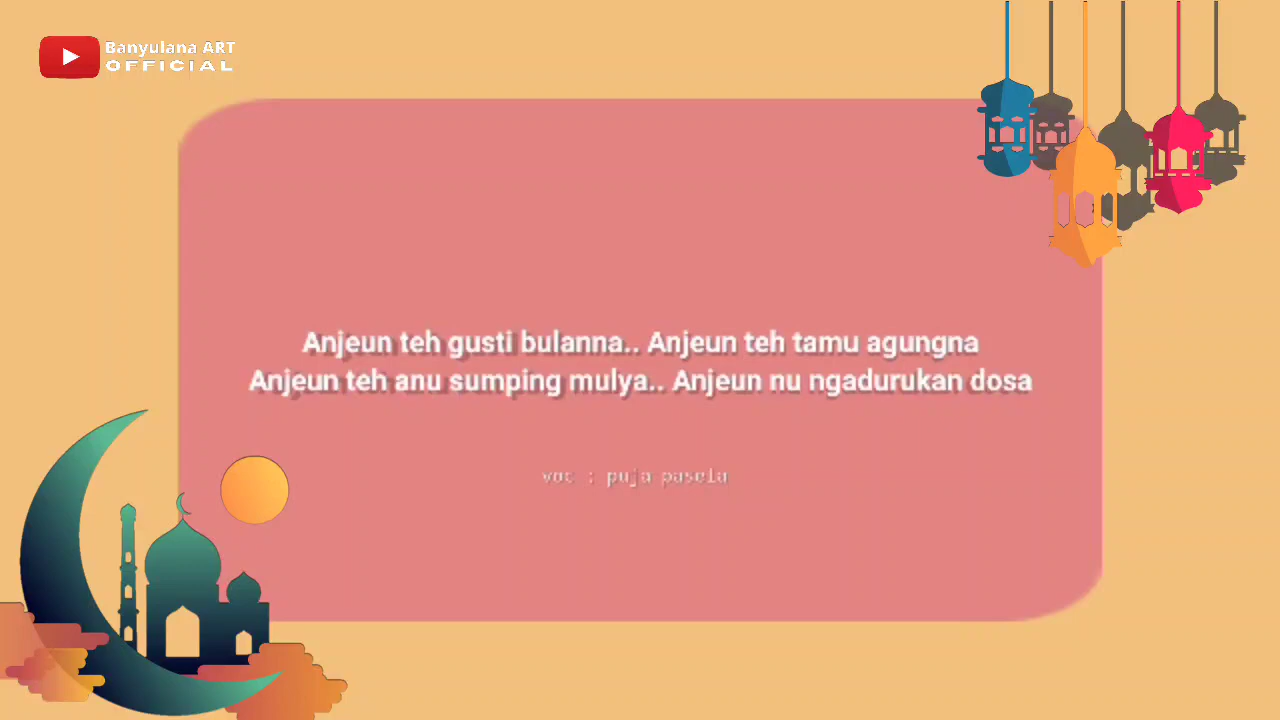 Banyulana ART
OFFICIAL
Anjeun teh gusti bulanna.. Anjeun teh tamu agungna
Anjeun teh anu sumping mulya.. Anjeun nu ngadurukan dosa
voc : puja pasela